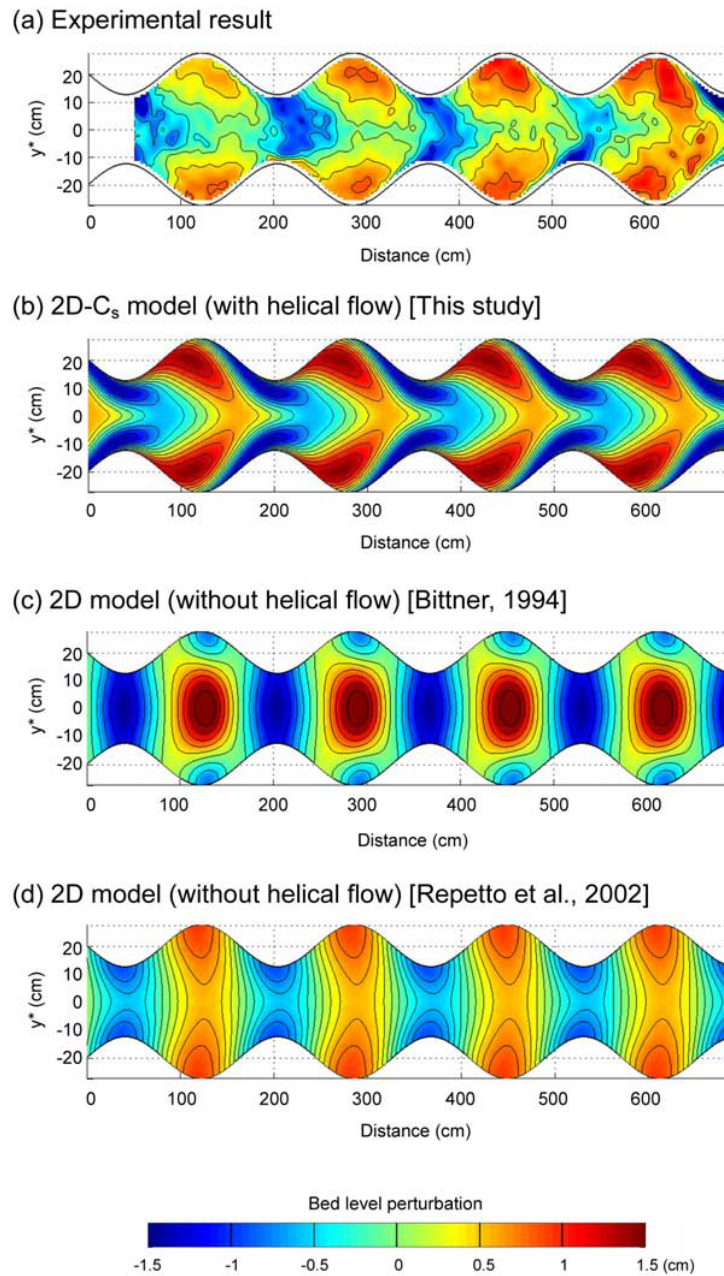 (a) Experimental result
20
10
0
-10
-20
y* (cm)
0 100 200 300 400 500 600
Distance (cm)
(b) 2D-Cs model (with helical flow) [This study]
20
10
0
-10
-20
y* (cm)
0 100 200 300 400 500 600
Distance (cm)
(c) 2D model (without helical flow) [Bittner, 1994]
20
10
0
-10
-20
y* (cm)
0 100 200 300 400 500 600
Distance (cm)
(d) 2D model (without helical flow) [Repetto et al., 2002]
20
10
0
-10
-20
y* (cm)
0 100 200 300 400 500 600
Distance (cm)
Bed level perturbation
-1.5 -1 -0.5 0 0.5 1 1.5 (cm)